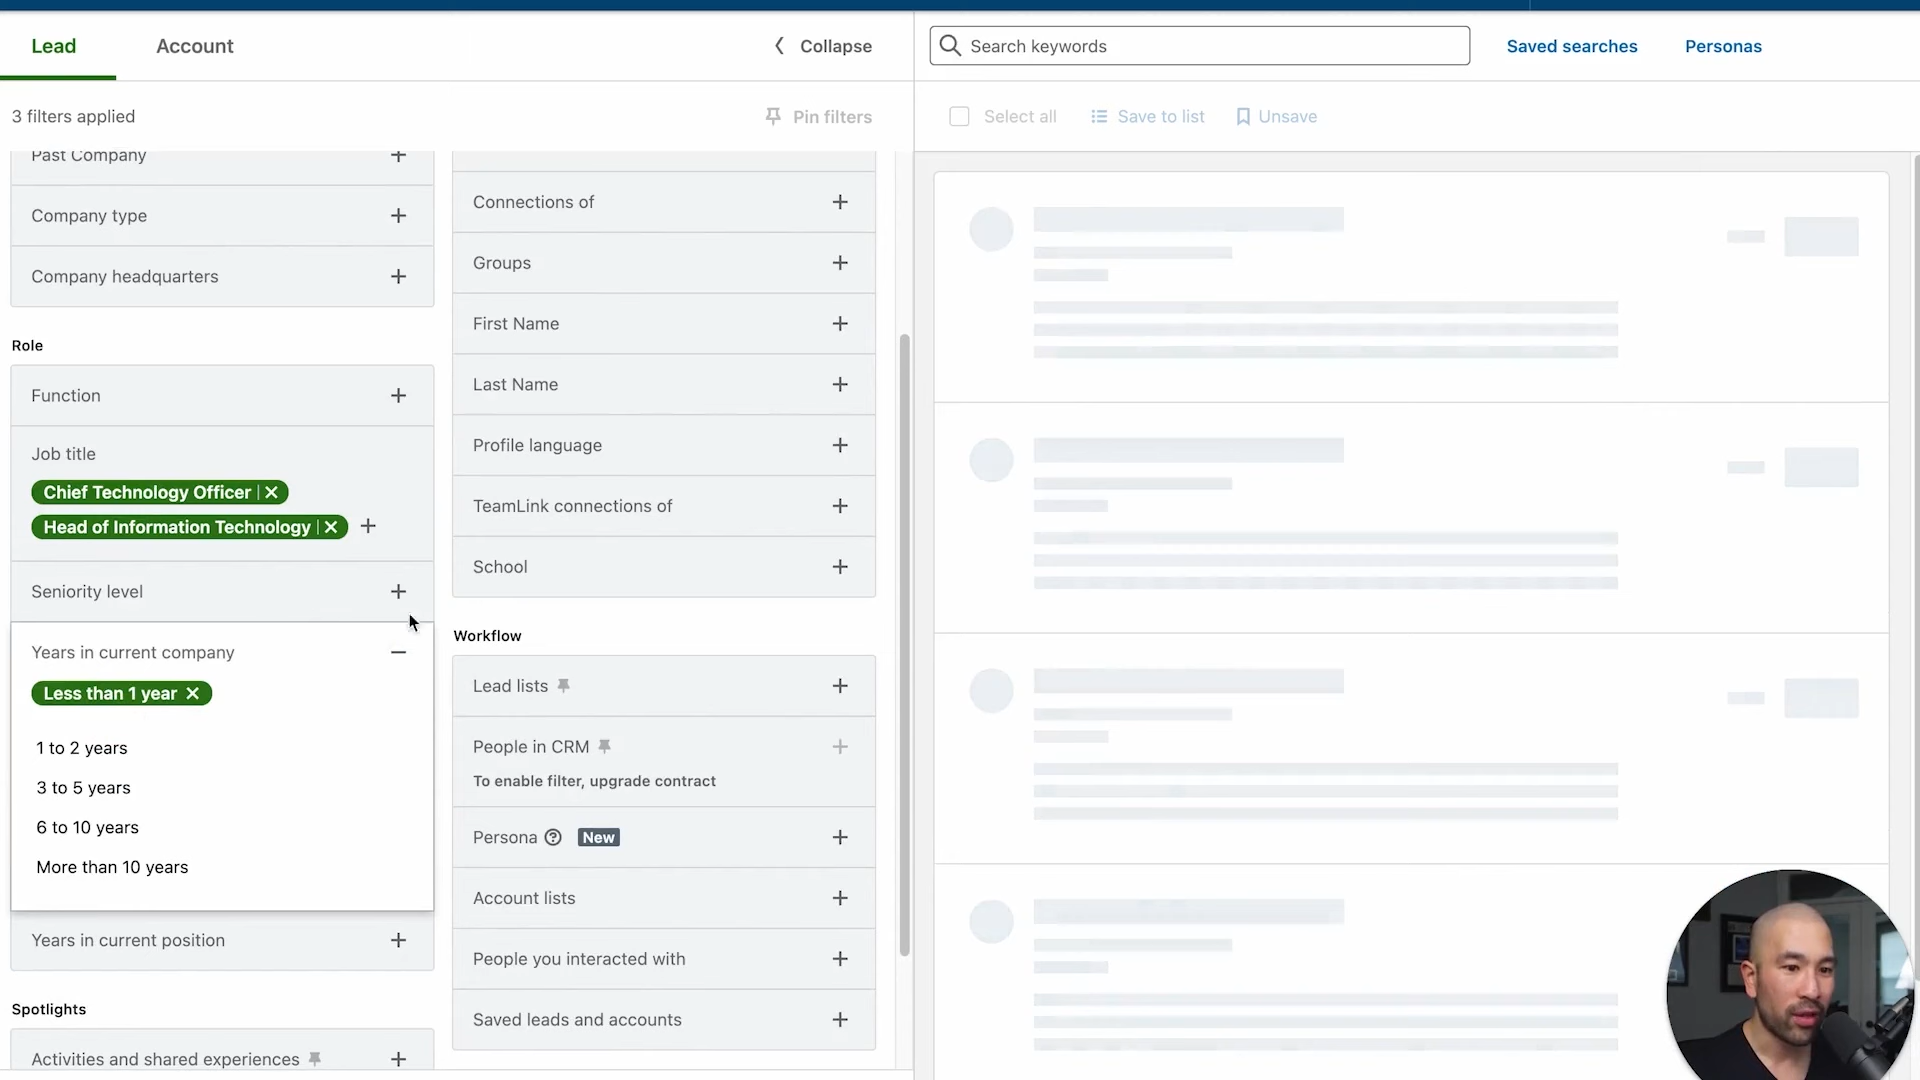 Lead
Account
Collapse
Search keywords
Saved searches
Personas
3 filters applied
Pin filters
Select all
Save to list
Unsave
Past Company
Company type
Company headquarters
Role
Function
Job title
Chief Technology Officer
Head of Information Technology
Seniority level
Years in current company
Less than 1 year
1 to 2 years
3 to 5 years
6 to 10 years
More than 10 years
Years in current position
Spotlights
Activities and shared experiences
Connections of
Groups
First Name
Last Name
Profile language
TeamLink connections of
School
Workflow
Lead lists
People in CRM
To enable filter, upgrade contract
Persona New
Account lists
People you interacted with
Saved leads and accounts